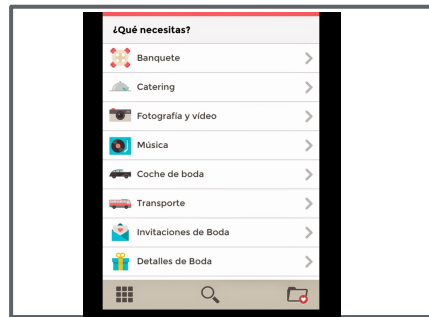 ¿Qué necesitas?
Banquete
Catering
Fotografía y vídeo
Música
Coche de boda
Transporte
Invitaciones de Boda
Detalles de Boda